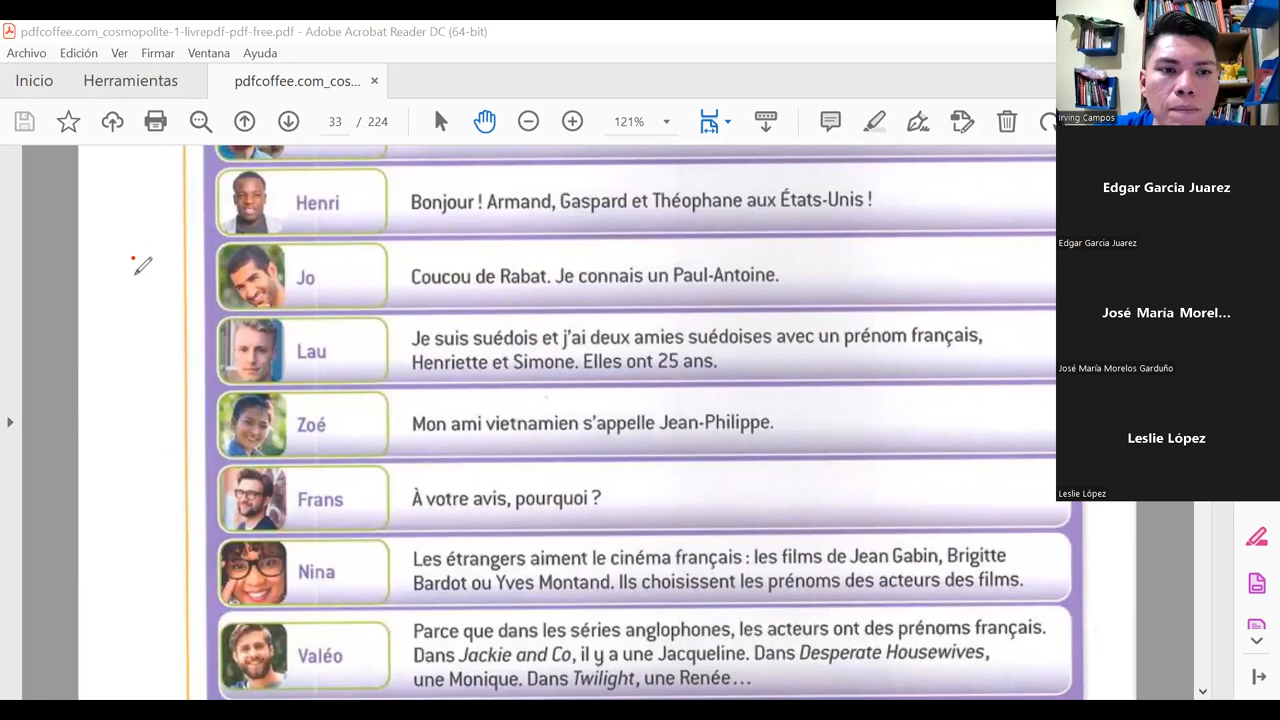 pdfcoffee.com_cosmopolite-1-livrepdf-pdf-free.pdf - Adobe Acrobat Reader DC (64-bit)
Archivo Edición Ver Firmar Ventana Ayuda
Inicio Herramientas pdfcoffee.com_cos... ×
33 / 224 121%
Henri
Bonjour ! Armand, Gaspard et Théophane aux États-Unis !
Jo
Coucou de Rabat. Je connais un Paul-Antoine.
Lau
Je suis suédois et j'ai deux amies suédoises avec un prénom français,
Henriette et Simone. Elles ont 25 ans.
Zoé
Mon ami vietnamien s'appelle Jean-Philippe.
Frans
À votre avis, pourquoi ?
Nina
Les étrangers aiment le cinéma français : les films de Jean Gabin, Brigitte
Bardot ou Yves Montand. Ils choisissent les prénoms des acteurs des films.
Valéo
Parce que dans les séries anglophones, les acteurs ont des prénoms français.
Dans Jackie and Co, il y a une Jacqueline. Dans Desperate Housewives,
une Monique. Dans Twilight, une Renée...
Irving Campos
Edgar Garcia Juarez
Edgar Garcia Juarez
José María Morel...
José María Morelos Garduño
Leslie López
Leslie López